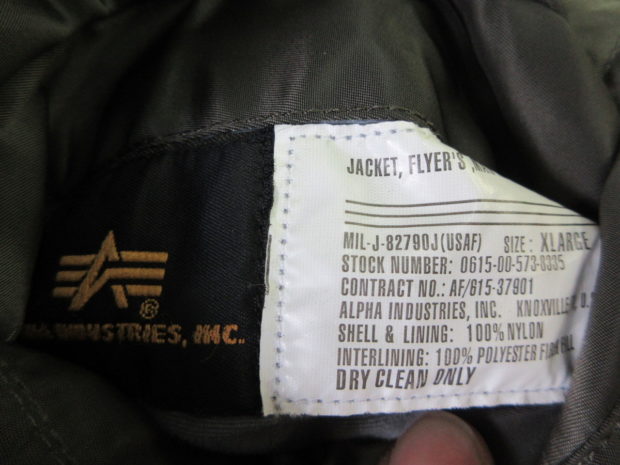 JACKET, FLYER'S,
MIL-J-82790J(USAF) SIZE: XLARGE
STOCK NUMBER: 0615-00-573-8335
CONTRACT NO.: AF/615-37901
ALPHA INDUSTRIES, INC. KNOXVILLE,
SHELL & LINING: 100% NYLON
INTERLINING: 100% POLYESTER
DRY CLEAN ONLY
®
INDUSTRIES, INC.